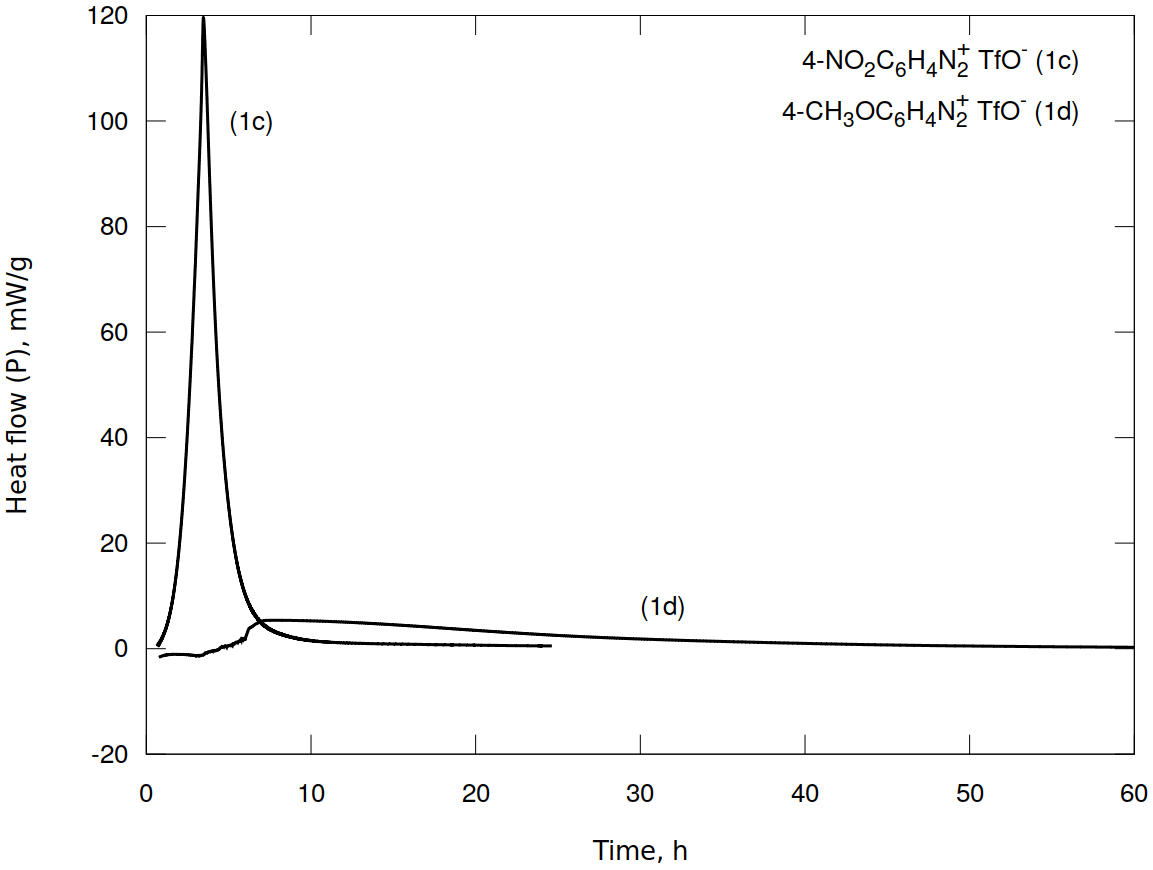 120
100
80
60
40
20
0
-20
0 10 20 30 40 50 60
Heat flow (P), mW/g
Time, h
4-NO₂C₆H₄N₂⁺ TfO⁻ (1c)
4-CH₃OC₆H₄N₂⁺ TfO⁻ (1d)
(1c)
(1d)